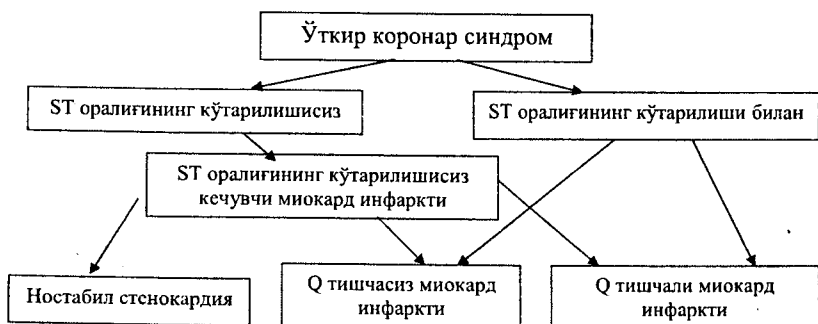 Ўткир коронар синдром
ST оралиғининг кўтарилишисиз
ST оралиғининг кўтарилиши билан
ST оралиғининг кўтарилишисиз
кечувчи миокард инфаркти
Ностабил стенокардия
Q тишчасиз миокард
инфаркти
Q тишчали миокард
инфаркти